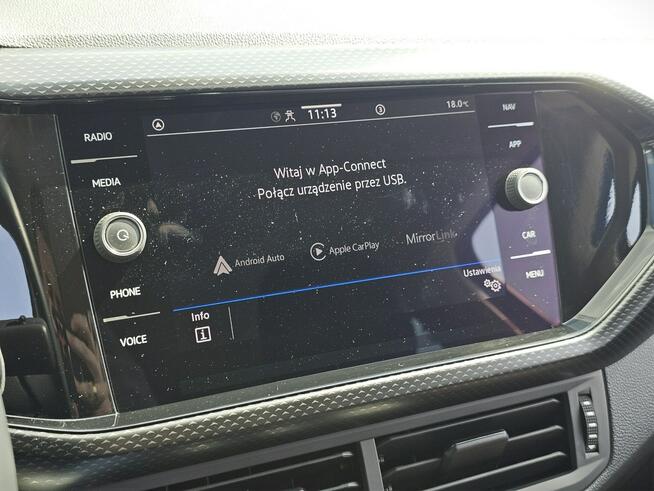 RADIO
MEDIA
PHONE
VOICE
11:13
3
18.0°C
Witaj w App-Connect
Połącz urządzenie przez USB.
Android Auto
Apple CarPlay
MirrorLink
Ustawienia
Info
NAV
APP
CAR
MENU